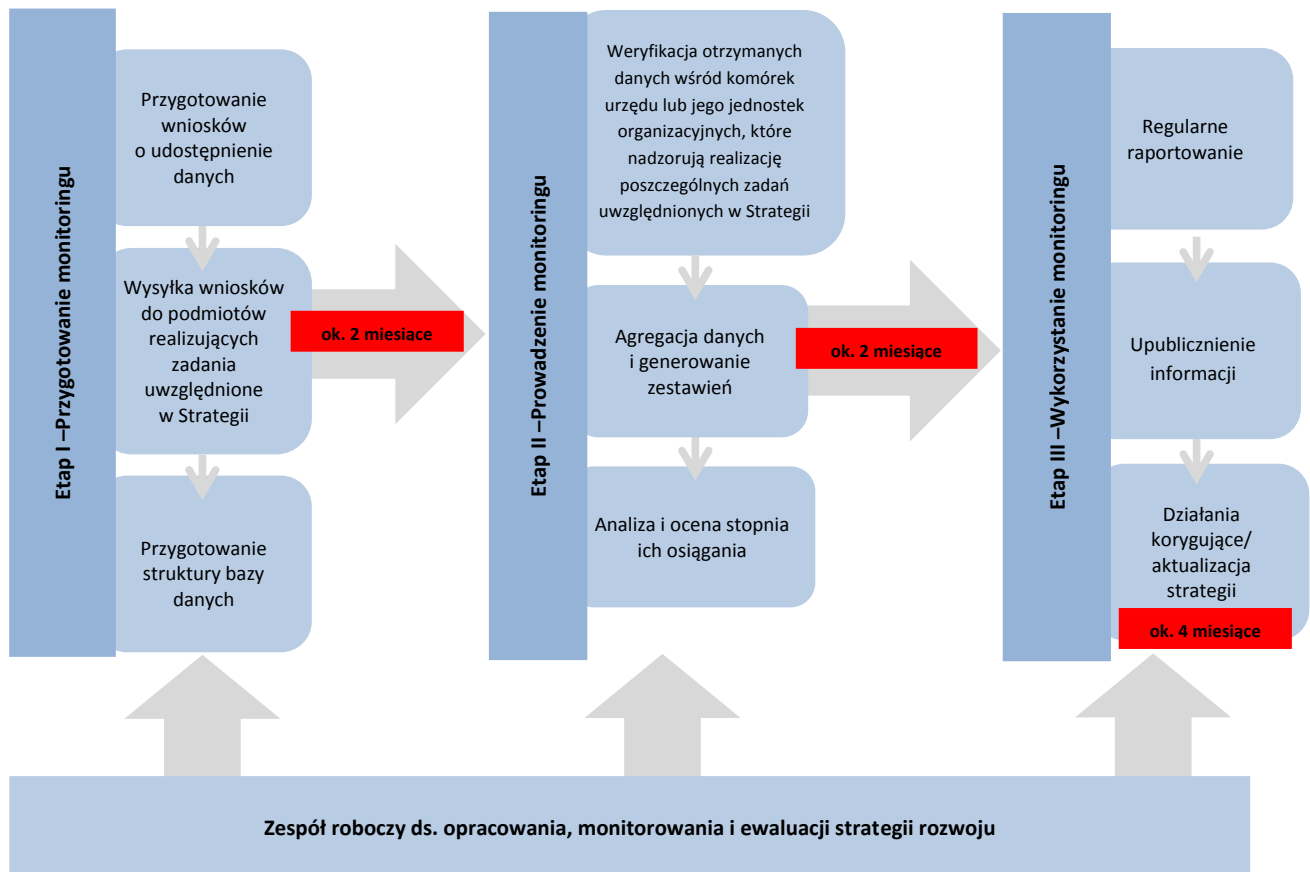 Etap I –Przygotowanie monitoringu
Przygotowanie
wniosków
o udostępnienie
danych
Wysyłka wniosków
do podmiotów
realizujących
zadania
uwzględnione
w Strategii
Przygotowanie
struktury bazy
danych
ok. 2 miesiące
Etap II –Prowadzenie monitoringu
Weryfikacja otrzymanych
danych wśród komórek
urzędu lub jego jednostek
organizacyjnych, które
nadzorują realizację
poszczególnych zadań
uwzględnionych w Strategii
Agregacja danych
i generowanie
zestawień
Analiza i ocena stopnia
ich osiągania
ok. 2 miesiące
Etap III –Wykorzystanie monitoringu
Regularne
raportowanie
Upublicznienie
informacji
Działania
korygujące/
aktualizacja
strategii
ok. 4 miesiące
Zespół roboczy ds. opracowania, monitorowania i ewaluacji strategii rozwoju